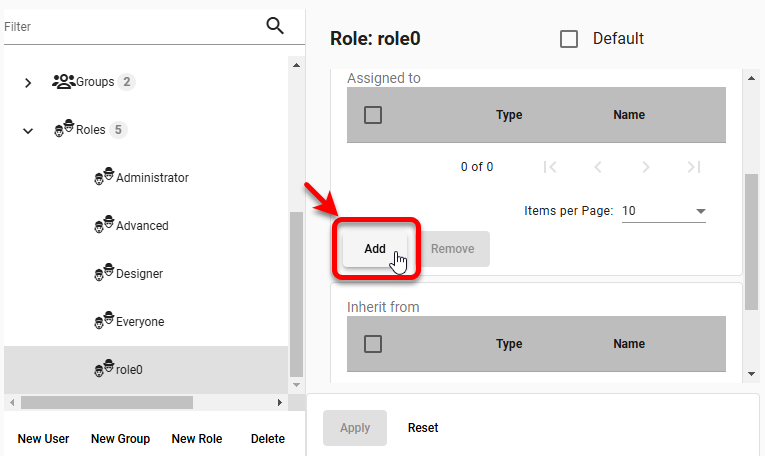 Filter
Groups 2
Roles 5
Administrator
Advanced
Designer
Everyone
role0
New User New Group New Role Delete
Role: role0 Default
Assigned to
Type Name
0 of 0
Items per Page: 10
Add Remove
Inherit from
Type Name
Apply Reset